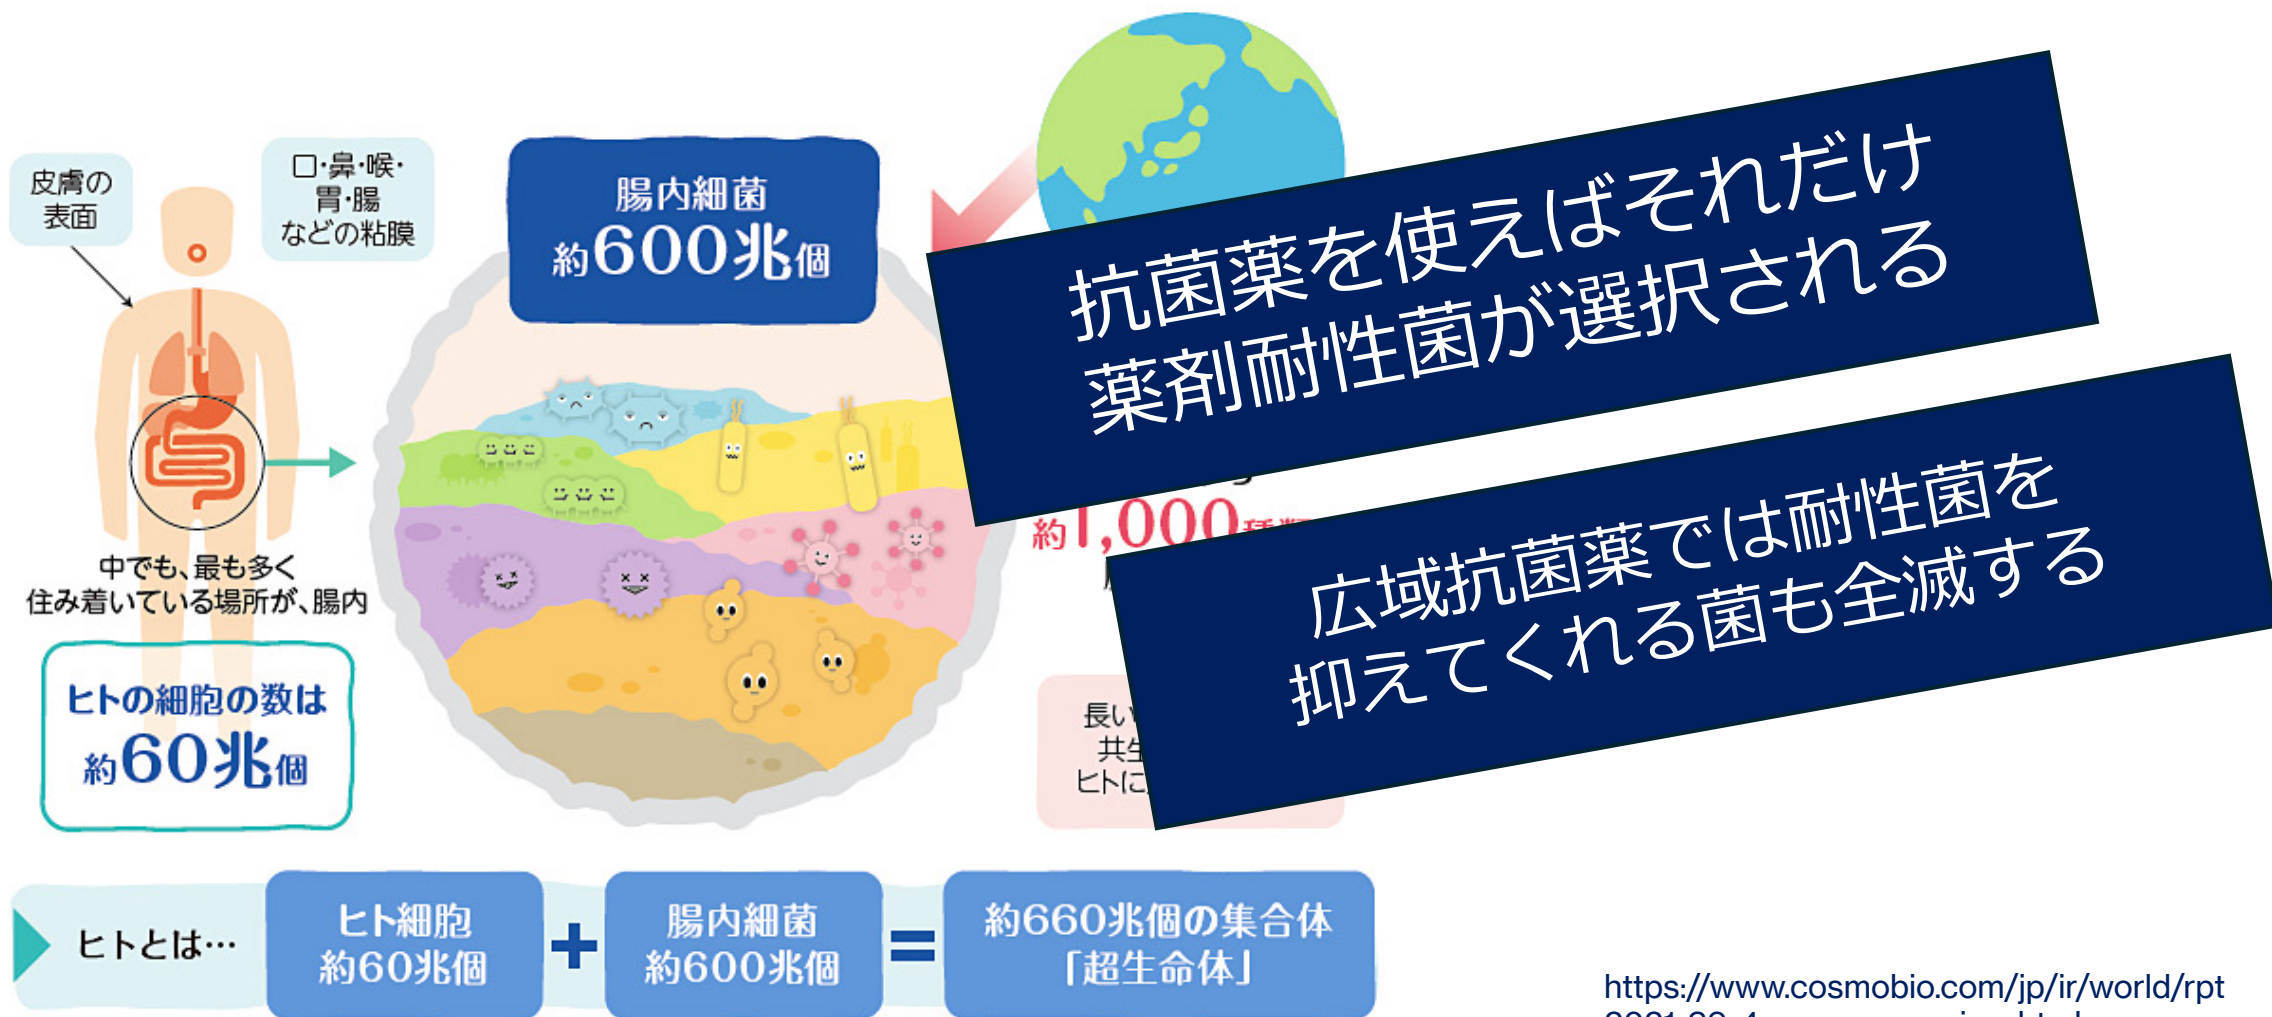 皮膚の
表面
口・鼻・喉・
胃・腸
などの粘膜
中でも、最も多く
住み着いている場所が、腸内
ヒトの細胞の数は
約60兆個
腸内細菌
約600兆個
抗菌薬を使えばそれだけ
薬剤耐性菌が選択される
約1,000種類
広域抗菌薬では耐性菌を
抑えてくれる菌も全滅する
長い
共生
ヒトに
ヒトとは…
ヒト細胞
約60兆個
+
腸内細菌
約600兆個
=
約660兆個の集合体
「超生命体」
https://www.cosmobio.com/jp/ir/world/rpt